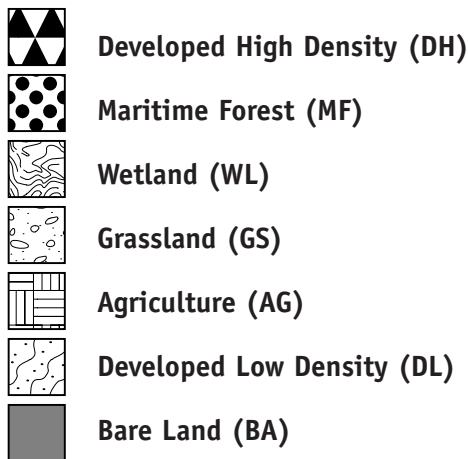 Developed High Density (DH)
Maritime Forest (MF)
Wetland (WL)
Grassland (GS)
Agriculture (AG)
Developed Low Density (DL)
Bare Land (BA)